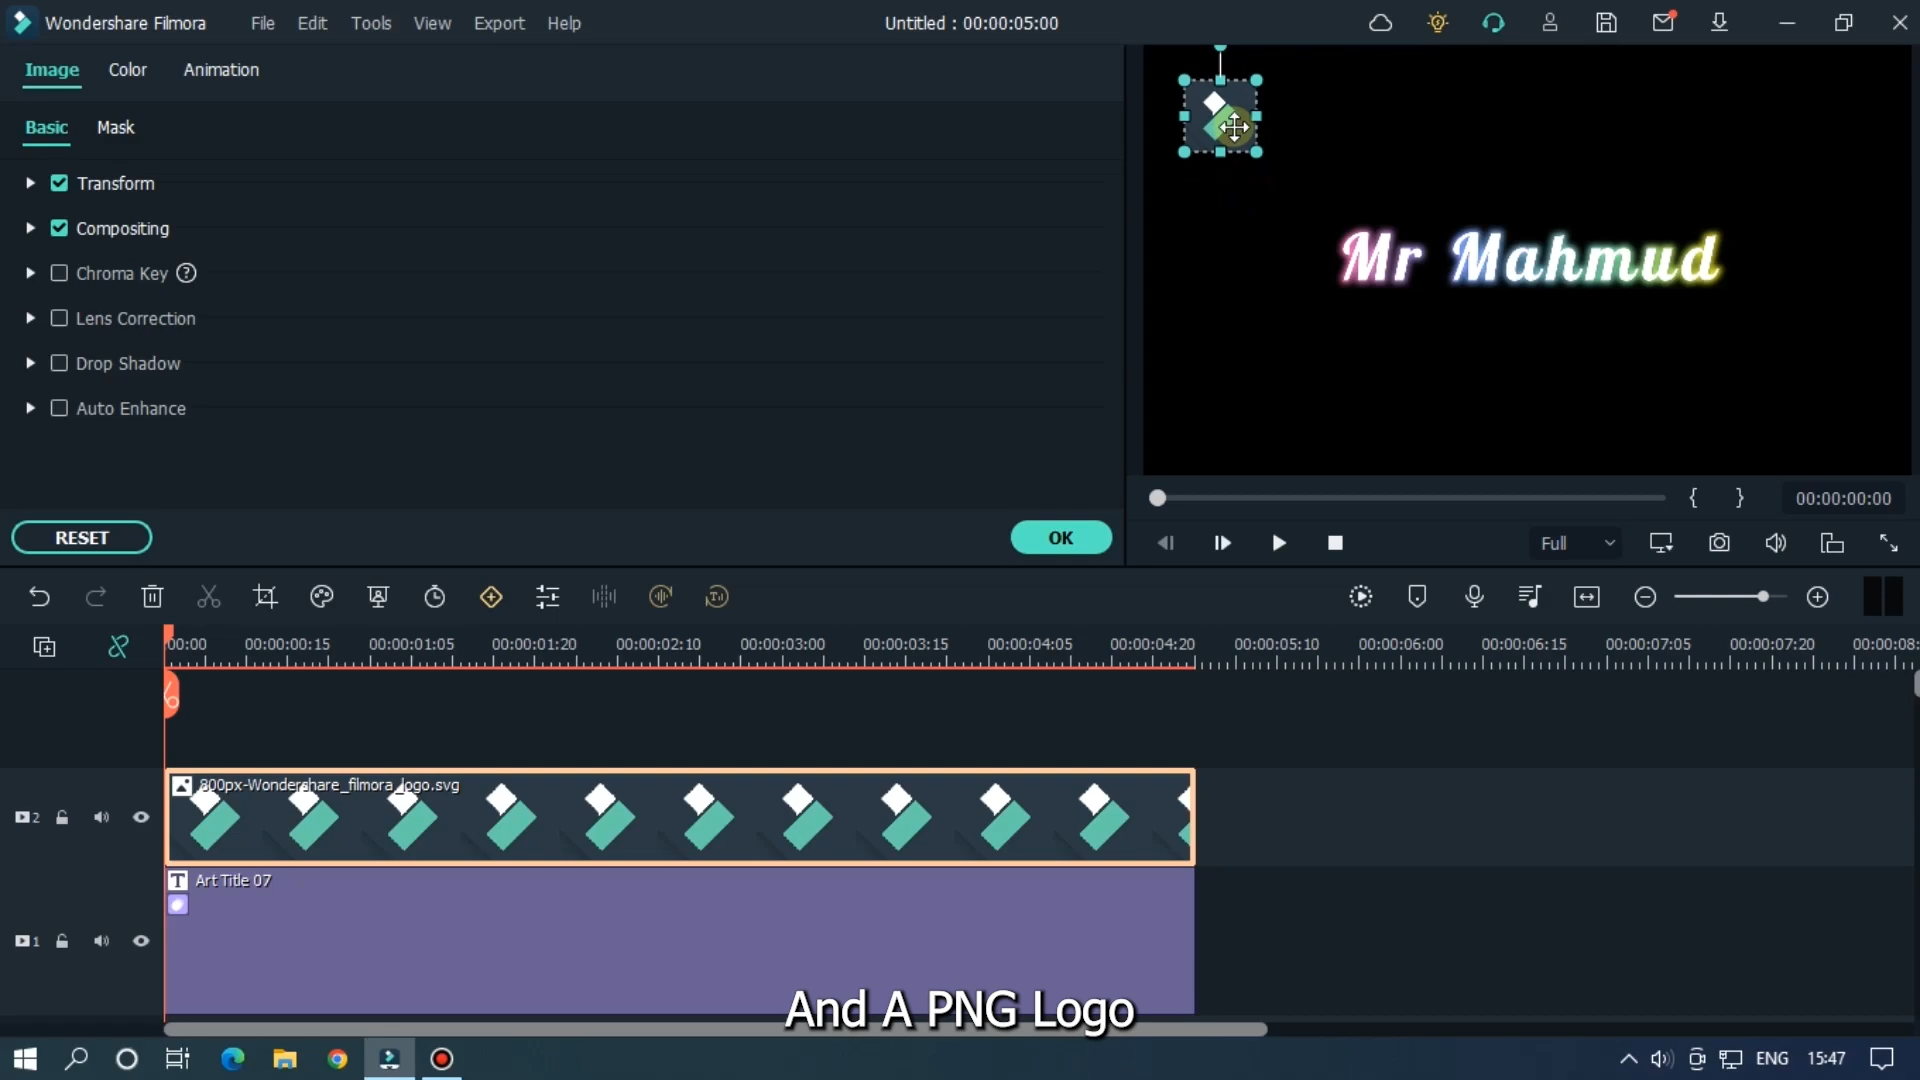 Wondershare Filmora File Edit Tools View Export Help Untitled : 00:00:05:00
Image Color Animation
Basic Mask
Transform
Compositing
Chroma Key ?
Lens Correction
Drop Shadow
Auto Enhance
Mr Mahmud
{ } 00:00:00:00
RESET OK
Full
00:00 00:00:00:15 00:00:01:05 00:00:01:20 00:00:02:10 00:00:03:00 00:00:03:15 00:00:04:05 00:00:04:20 00:00:05:10 00:00:06:00 00:00:06:15 00:00:07:05 00:00:07:20 00:00:08:
800px-Wondershare_filmora_logo.svg
2
T Art Title 07
1
And A PNG Logo
ENG 15:47